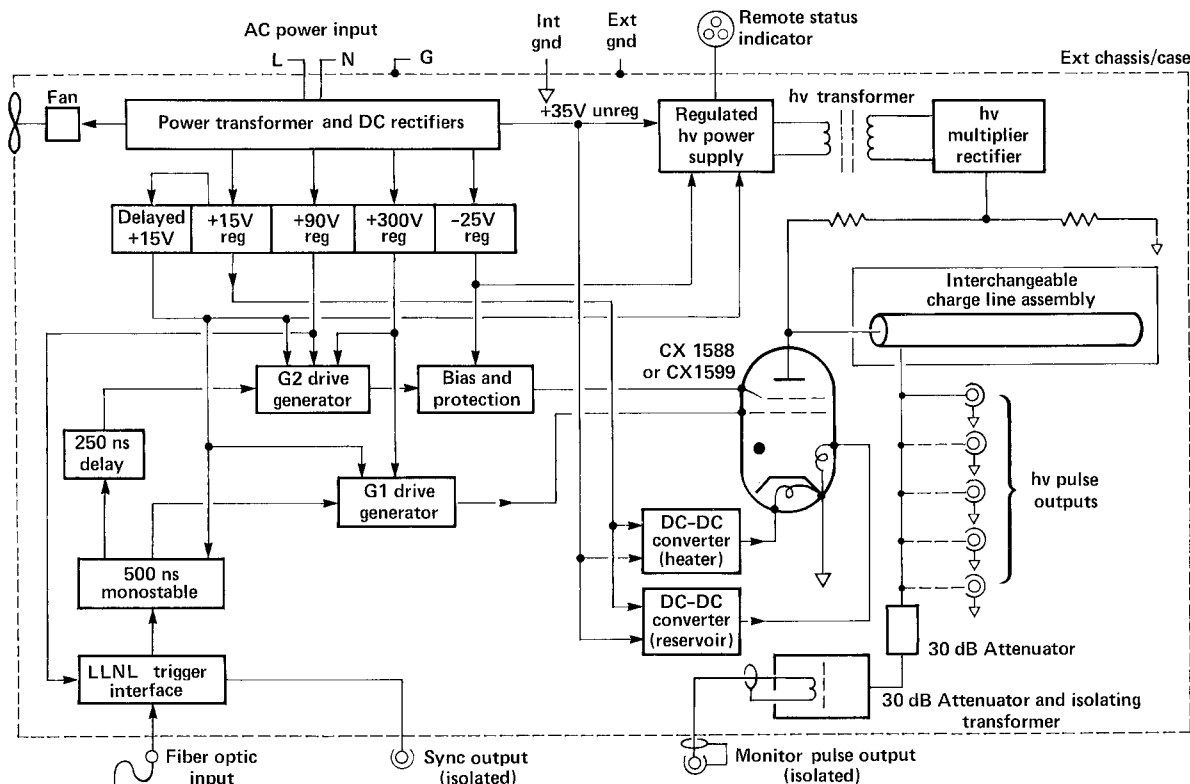 AC power input
L
N
G
Int
gnd
Ext
gnd
Remote status
indicator
Ext chassis/case
Fan
Power transformer and DC rectifiers
+35V unreg
Regulated
hv power
supply
hv transformer
hv
multiplier
rectifier
Delayed
+15V
+15V
reg
+90V
reg
+300V
reg
-25V
reg
Interchangeable
charge line assembly
CX 1588
or CX1599
G2 drive
generator
Bias and
protection
250 ns
delay
G1 drive
generator
hv pulse
outputs
DC-DC
converter
(heater)
500 ns
monostable
DC-DC
converter
(reservoir)
30 dB Attenuator
LLNL trigger
interface
30 dB Attenuator and isolating
transformer
Fiber optic
input
Sync output
(isolated)
Monitor pulse output
(isolated)